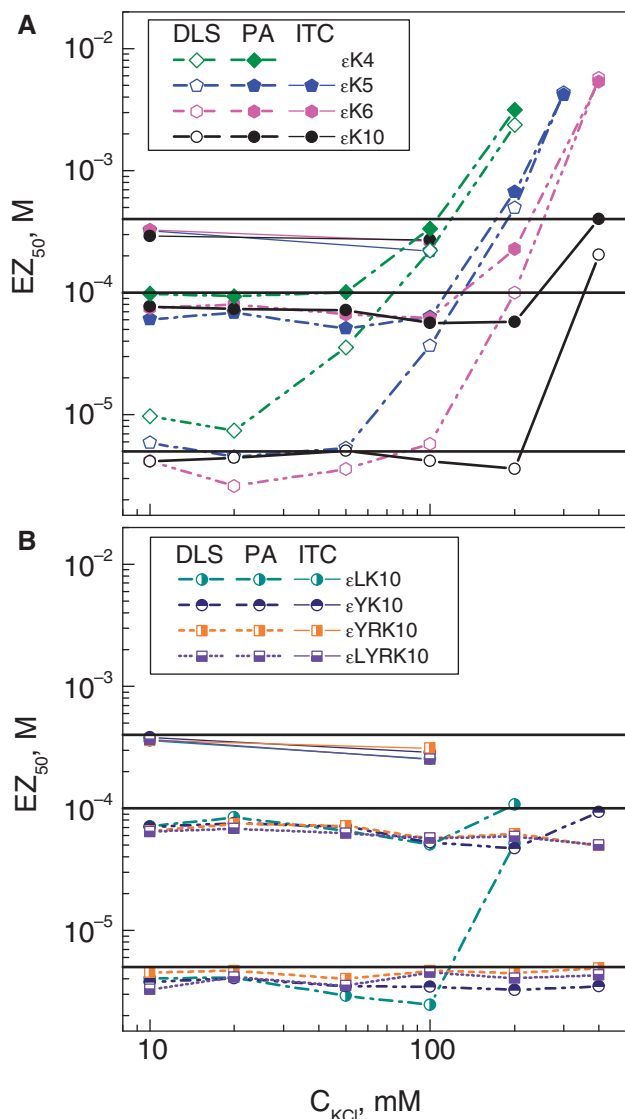 A
DLS PA ITC
εK4
εK5
εK6
εK10
10⁻²
10⁻³
10⁻⁴
10⁻⁵
EZ₅₀, M
B
DLS PA ITC
εLK10
εYK10
εYRK10
εLYRK10
10⁻²
10⁻³
10⁻⁴
10⁻⁵
EZ₅₀, M
10 100
C_KCl, mM